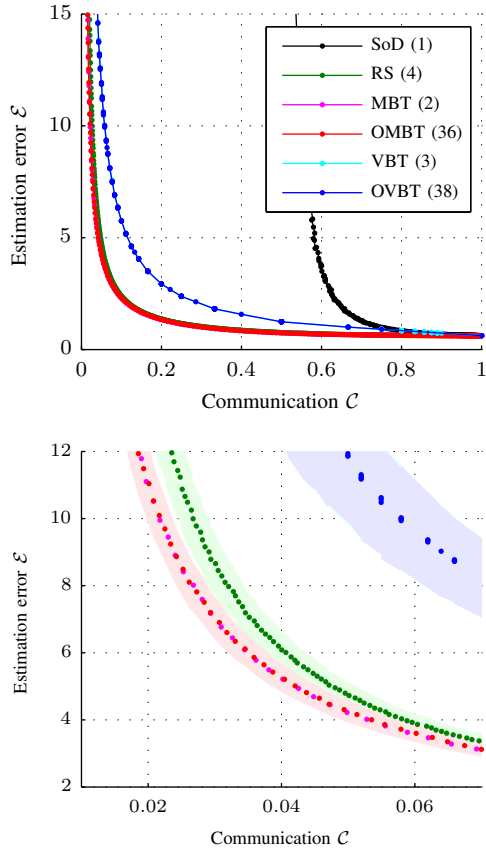 15
10
5
0
Estimation error ℰ
SoD (1)
RS (4)
MBT (2)
OMBT (36)
VBT (3)
OVBT (38)
0 0.2 0.4 0.6 0.8 1
Communication 𝒞
12
10
8
6
4
2
Estimation error ℰ
0.02 0.04 0.06
Communication 𝒞